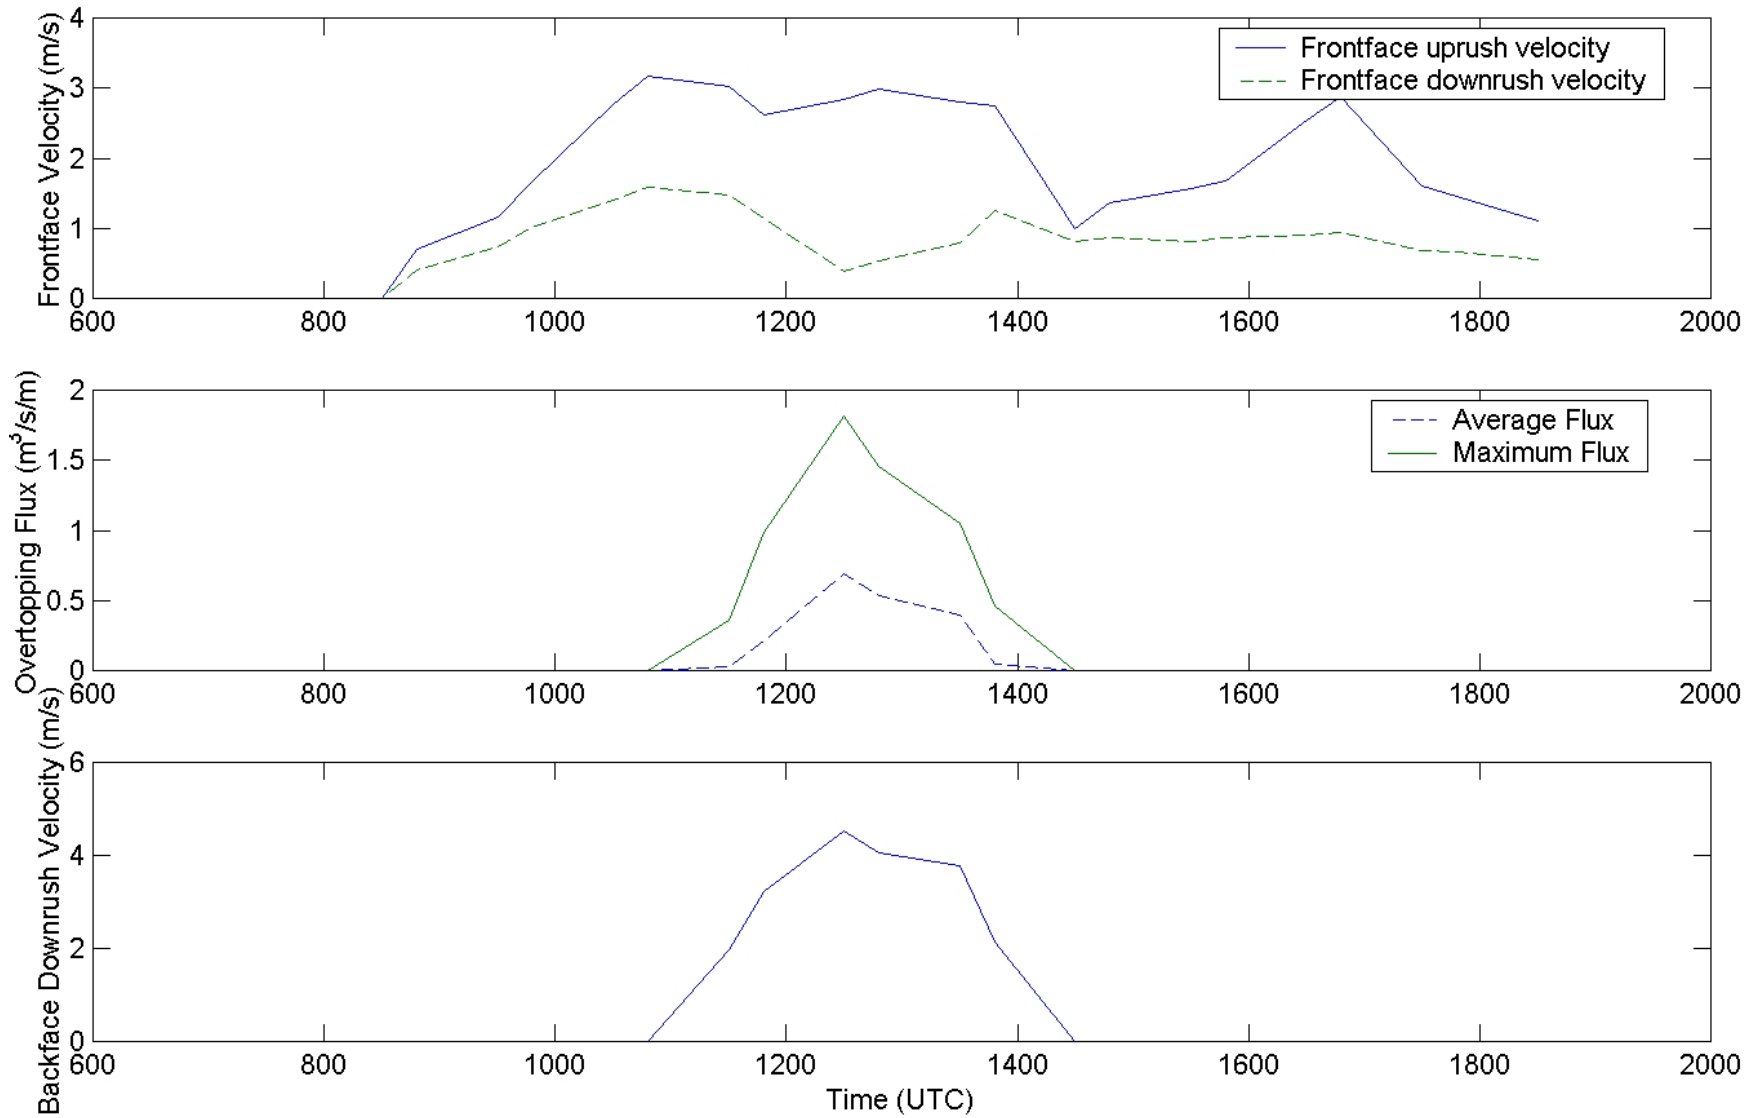 Frontface Velocity (m/s)
4
3
2
1
0
Frontface uprush velocity
Frontface downrush velocity
600 800 1000 1200 1400 1600 1800 2000
Overtopping Flux (m³/s/m)
2
1.5
1
0.5
0
Average Flux
Maximum Flux
600 800 1000 1200 1400 1600 1800 2000
Backface Downrush Velocity (m/s)
6
4
2
0
600 800 1000 1200 1400 1600 1800 2000
Time (UTC)